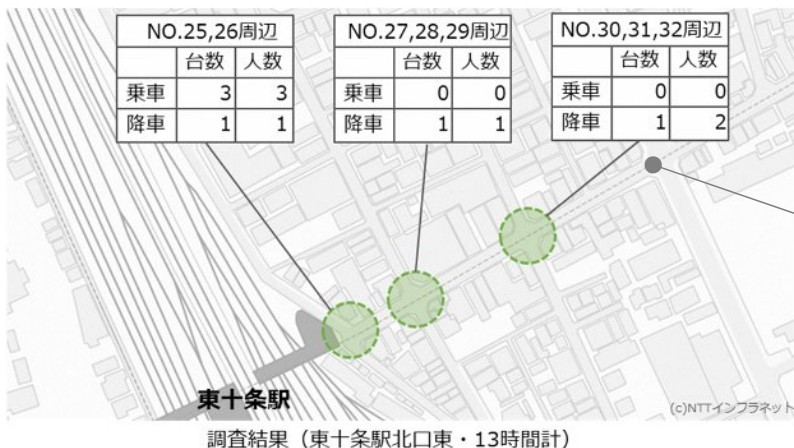 NO.25,26周辺
台数 人数
乗車 3 3
降車 1 1
NO.27,28,29周辺
台数 人数
乗車 0 0
降車 1 1
NO.30,31,32周辺
台数 人数
乗車 0 0
降車 1 2
東十条駅
(c)NTTインフラネット
調査結果（東十条駅北口東・13時間計）